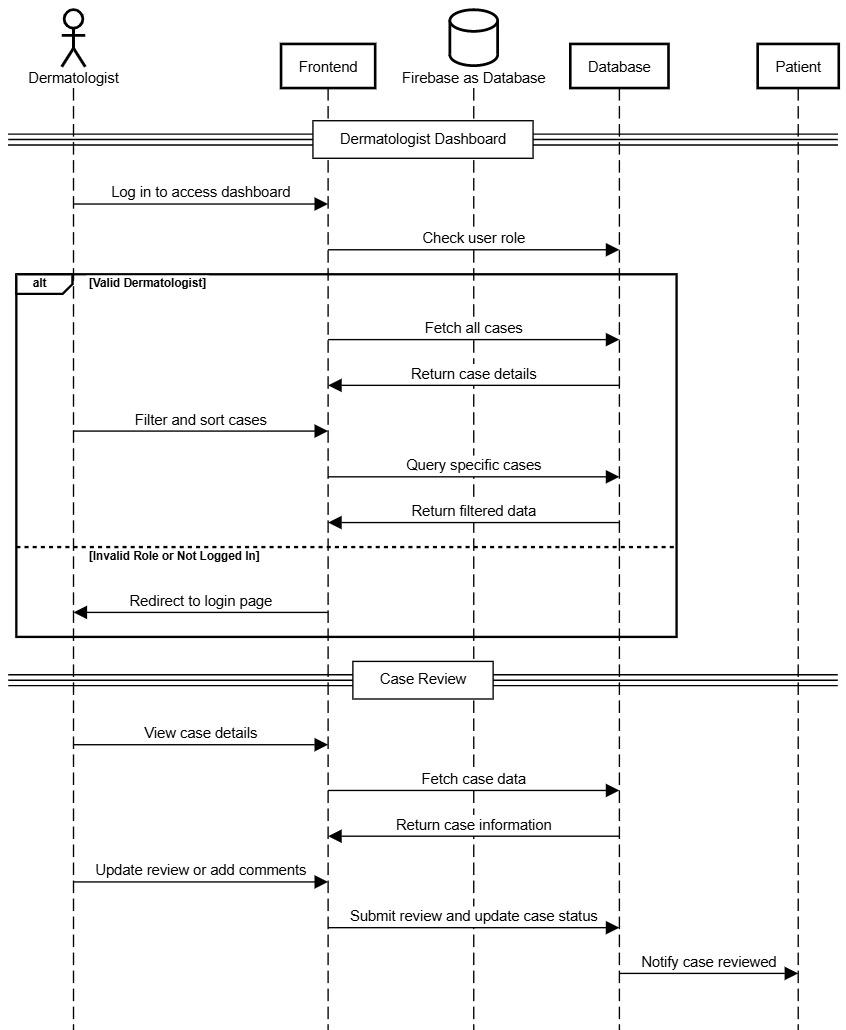 Dermatologist
Frontend
Firebase as Database
Database
Patient
Dermatologist Dashboard
Log in to access dashboard
Check user role
alt
[Valid Dermatologist]
Fetch all cases
Return case details
Filter and sort cases
Query specific cases
Return filtered data
[Invalid Role or Not Logged In]
Redirect to login page
Case Review
View case details
Fetch case data
Return case information
Update review or add comments
Submit review and update case status
Notify case reviewed